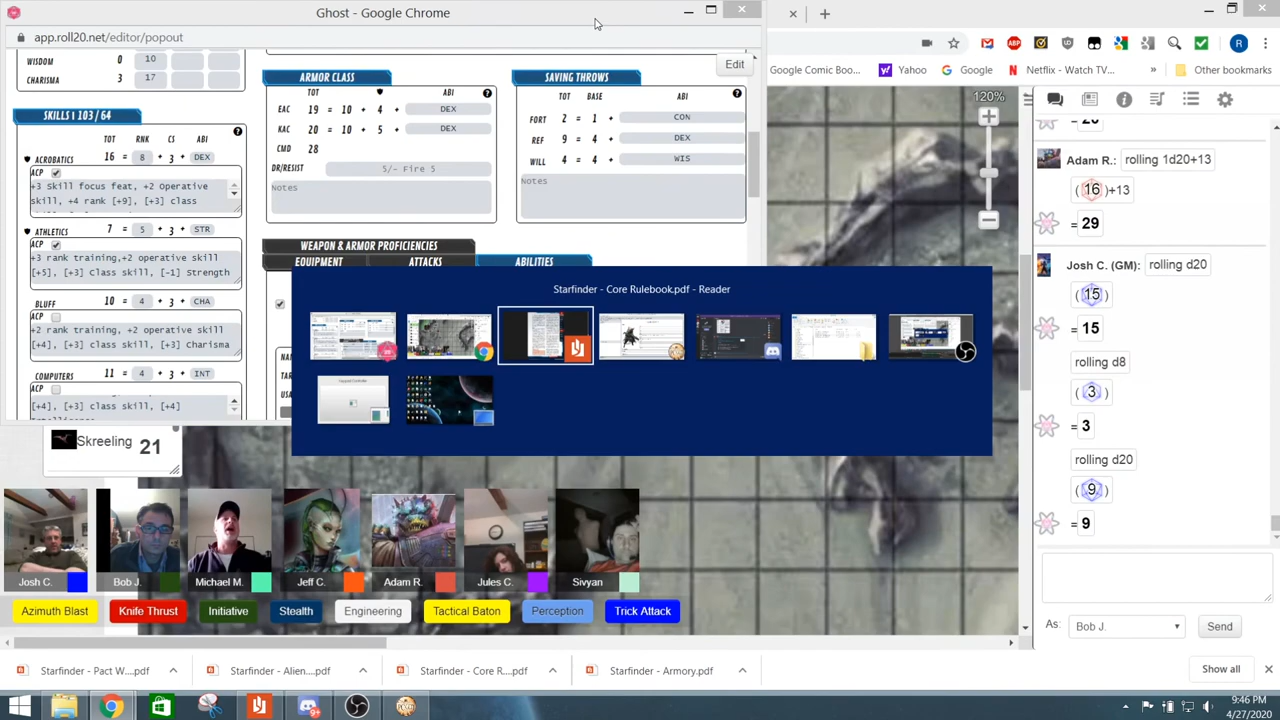 Ghost - Google Chrome
app.roll20.net/editor/popout
Google Comic Boo...
Yahoo
Google
Netflix - Watch TV...
»
Other bookmarks
WISDOM 0 10
CHARISMA 3 17
Edit
SKILLS | 103 / 64
TOT RNK CS ABI
ACROBATICS 16 = 8 + 3 + DEX
ACP
+3 skill focus feat, +2 Operative
skill, +4 rank [+9], [+3] class
ATHLETICS 7 = 5 + 3 + STR
ACP
+3 rank training,+2 operative skill
[+5], [+3] Class skill, [-1] Strength
BLUFF 10 = 4 + 3 + CHA
ACP
+2 rank training, +2 operative skill
[+4], [+3] class skill, +3 Charisma
COMPUTERS 11 = 4 + 3 + INT
ACP
[+4], [+3] class skill, [+4]
ARMOR CLASS
TOT ABI
EAC 19 = 10 + 4 + DEX
KAC 20 = 10 + 5 + DEX
CMD 28
DR/RESIST 5/- Fire 5
Notes
SAVING THROWS
TOT BASE ABI
FORT 2 = 1 + CON
REF 9 = 4 + DEX
WILL 4 = 4 + WIS
Notes
WEAPON & ARMOR PROFICIENCIES
EQUIPMENT ATTACKS ABILITIES
Starfinder - Core Rulebook.pdf - Reader
Skreeling 21
120%
Adam R.: rolling 1d20+13
(16)+13
= 29
Josh C. (GM): rolling d20
(15)
= 15
rolling d8
(3)
= 3
rolling d20
(9)
= 9
As: Bob J. Send
Josh C.
Bob J.
Michael M.
Jeff C.
Adam R.
Jules C.
Sivyan
Azimuth Blast
Knife Thrust
Initiative
Stealth
Engineering
Tactical Baton
Perception
Trick Attack
Starfinder - Pact W....pdf
Starfinder - Alien....pdf
Starfinder - Core R....pdf
Starfinder - Armory.pdf
Show all
9:46 PM
4/27/2020